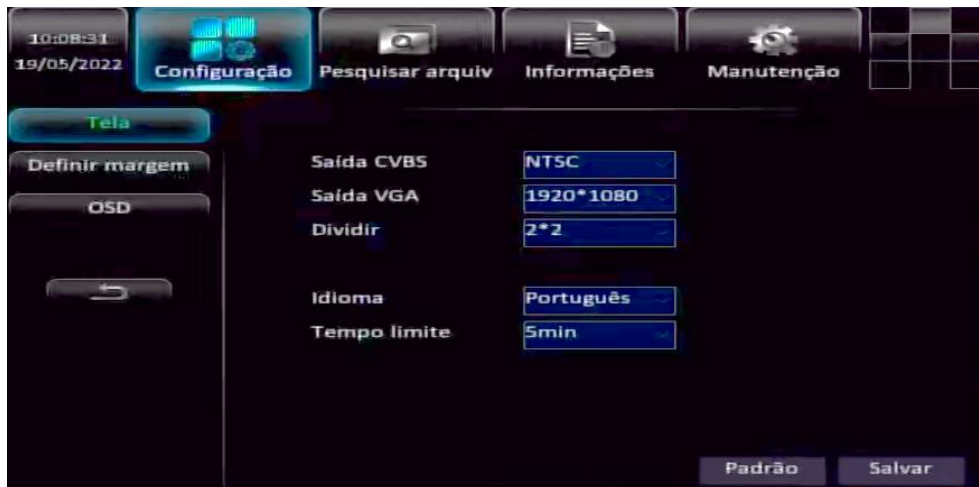 10:08:31
19/05/2022
Configuração
Pesquisar arquiv
Informações
Manutenção
Tela
Definir margem
OSD
Saída CVBS NTSC
Saída VGA 1920*1080
Dividir 2*2
Idioma Português
Tempo limite 5min
Padrão Salvar